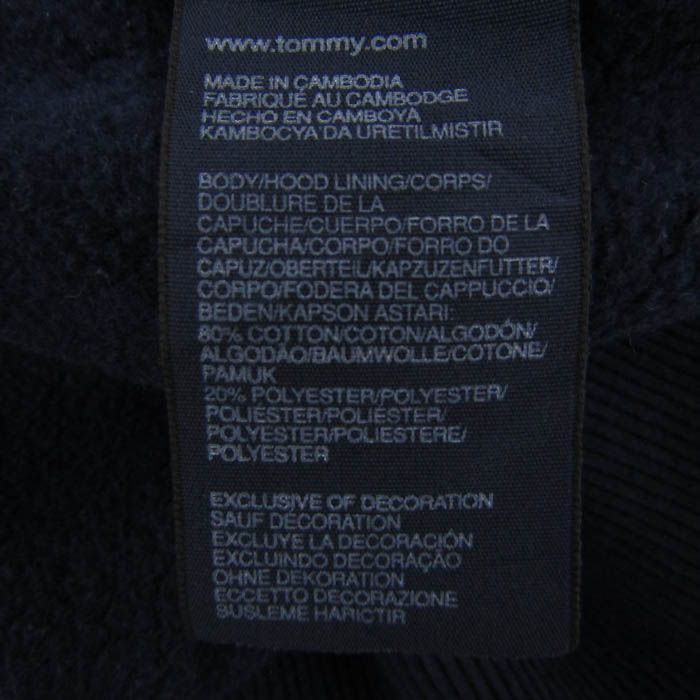 www.tommy.com
MADE IN CAMBODIA
FABRIQUÉ AU CAMBODGE
HECHO EN CAMBOYA
KAMBOCYA DA URETILMISTIR
BODY/HOOD LINING/CORPS/
DOUBLURE DE LA
CAPUCHE/CUERPO/FORRO DE LA
CAPUCHA/CORPO/FORRO DO
CAPUZ/OBERTEIL/KAPZUZENFUTTER/
CORPO/FODERA DEL CAPPUCCIO/
BEDEN/KAPSON ASTARI:
80% COTTON/COTON/ALGODÓN/
ALGODÃO/BAUMWOLLE/COTONE/
PAMUK
20% POLYESTER/POLYESTER/
POLIÉSTER/POLIÉSTER/
POLYESTER/POLIESTERE/
POLYESTER
EXCLUSIVE OF DECORATION
SAUF DÉCORATION
EXCLUYE LA DECORACIÓN
EXCLUINDO DECORAÇÃO
OHNE DEKORATION
ECCETTO DECORAZIONE
SUSLEME HARICTIR